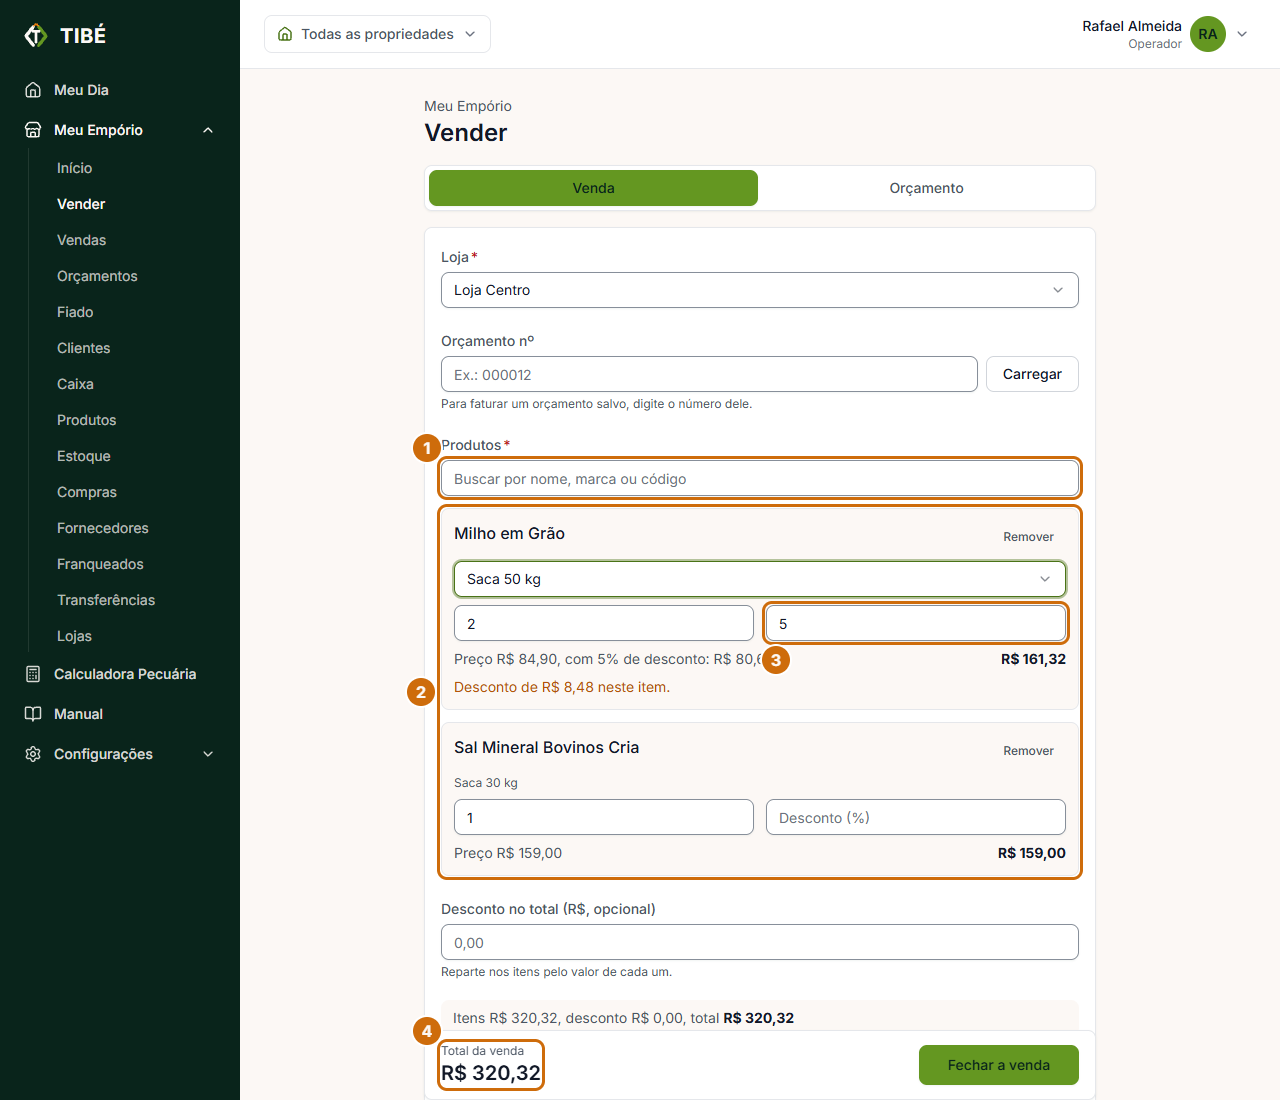 TIBÉ
Todas as propriedades
Rafael Almeida
Operador
RA
Meu Dia
Meu Empório
Início
Vender
Vendas
Orçamentos
Fiado
Clientes
Caixa
Produtos
Estoque
Compras
Fornecedores
Franqueados
Transferências
Lojas
Calculadora Pecuária
Manual
Configurações
Meu Empório
Vender
Venda
Orçamento
Loja*
Loja Centro
Orçamento nº
Ex.: 000012
Carregar
Para faturar um orçamento salvo, digite o número dele.
1
Produtos*
Buscar por nome, marca ou código
2
Milho em Grão
Remover
Saca 50 kg
2
5
3
Preço R$ 84,90, com 5% de desconto: R$ 80,
R$ 161,32
Desconto de R$ 8,48 neste item.
Sal Mineral Bovinos Cria
Remover
Saca 30 kg
1
Desconto (%)
Preço R$ 159,00
R$ 159,00
Desconto no total (R$, opcional)
0,00
Reparte nos itens pelo valor de cada um.
Itens R$ 320,32, desconto R$ 0,00, total R$ 320,32
4
Total da venda
R$ 320,32
Fechar a venda